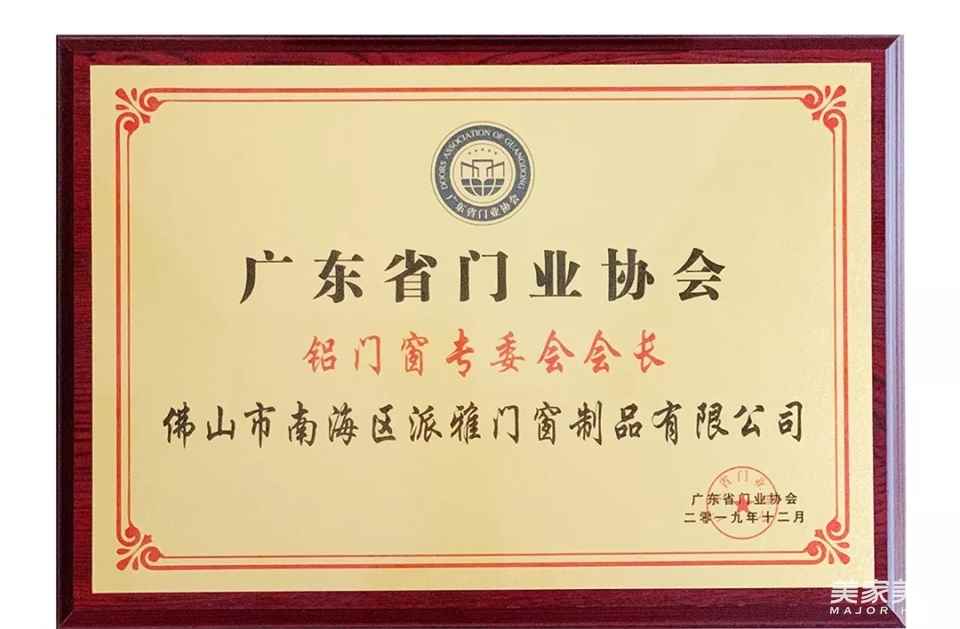 DOORS ASSOCIATION OF GUANGDONG
广东省门业协会
广东省门业协会
铝门窗专委会会长
佛山市南海区派雅门窗制品有限公司
广东省门业协会
二零一九年十二月
美家
MAJOR